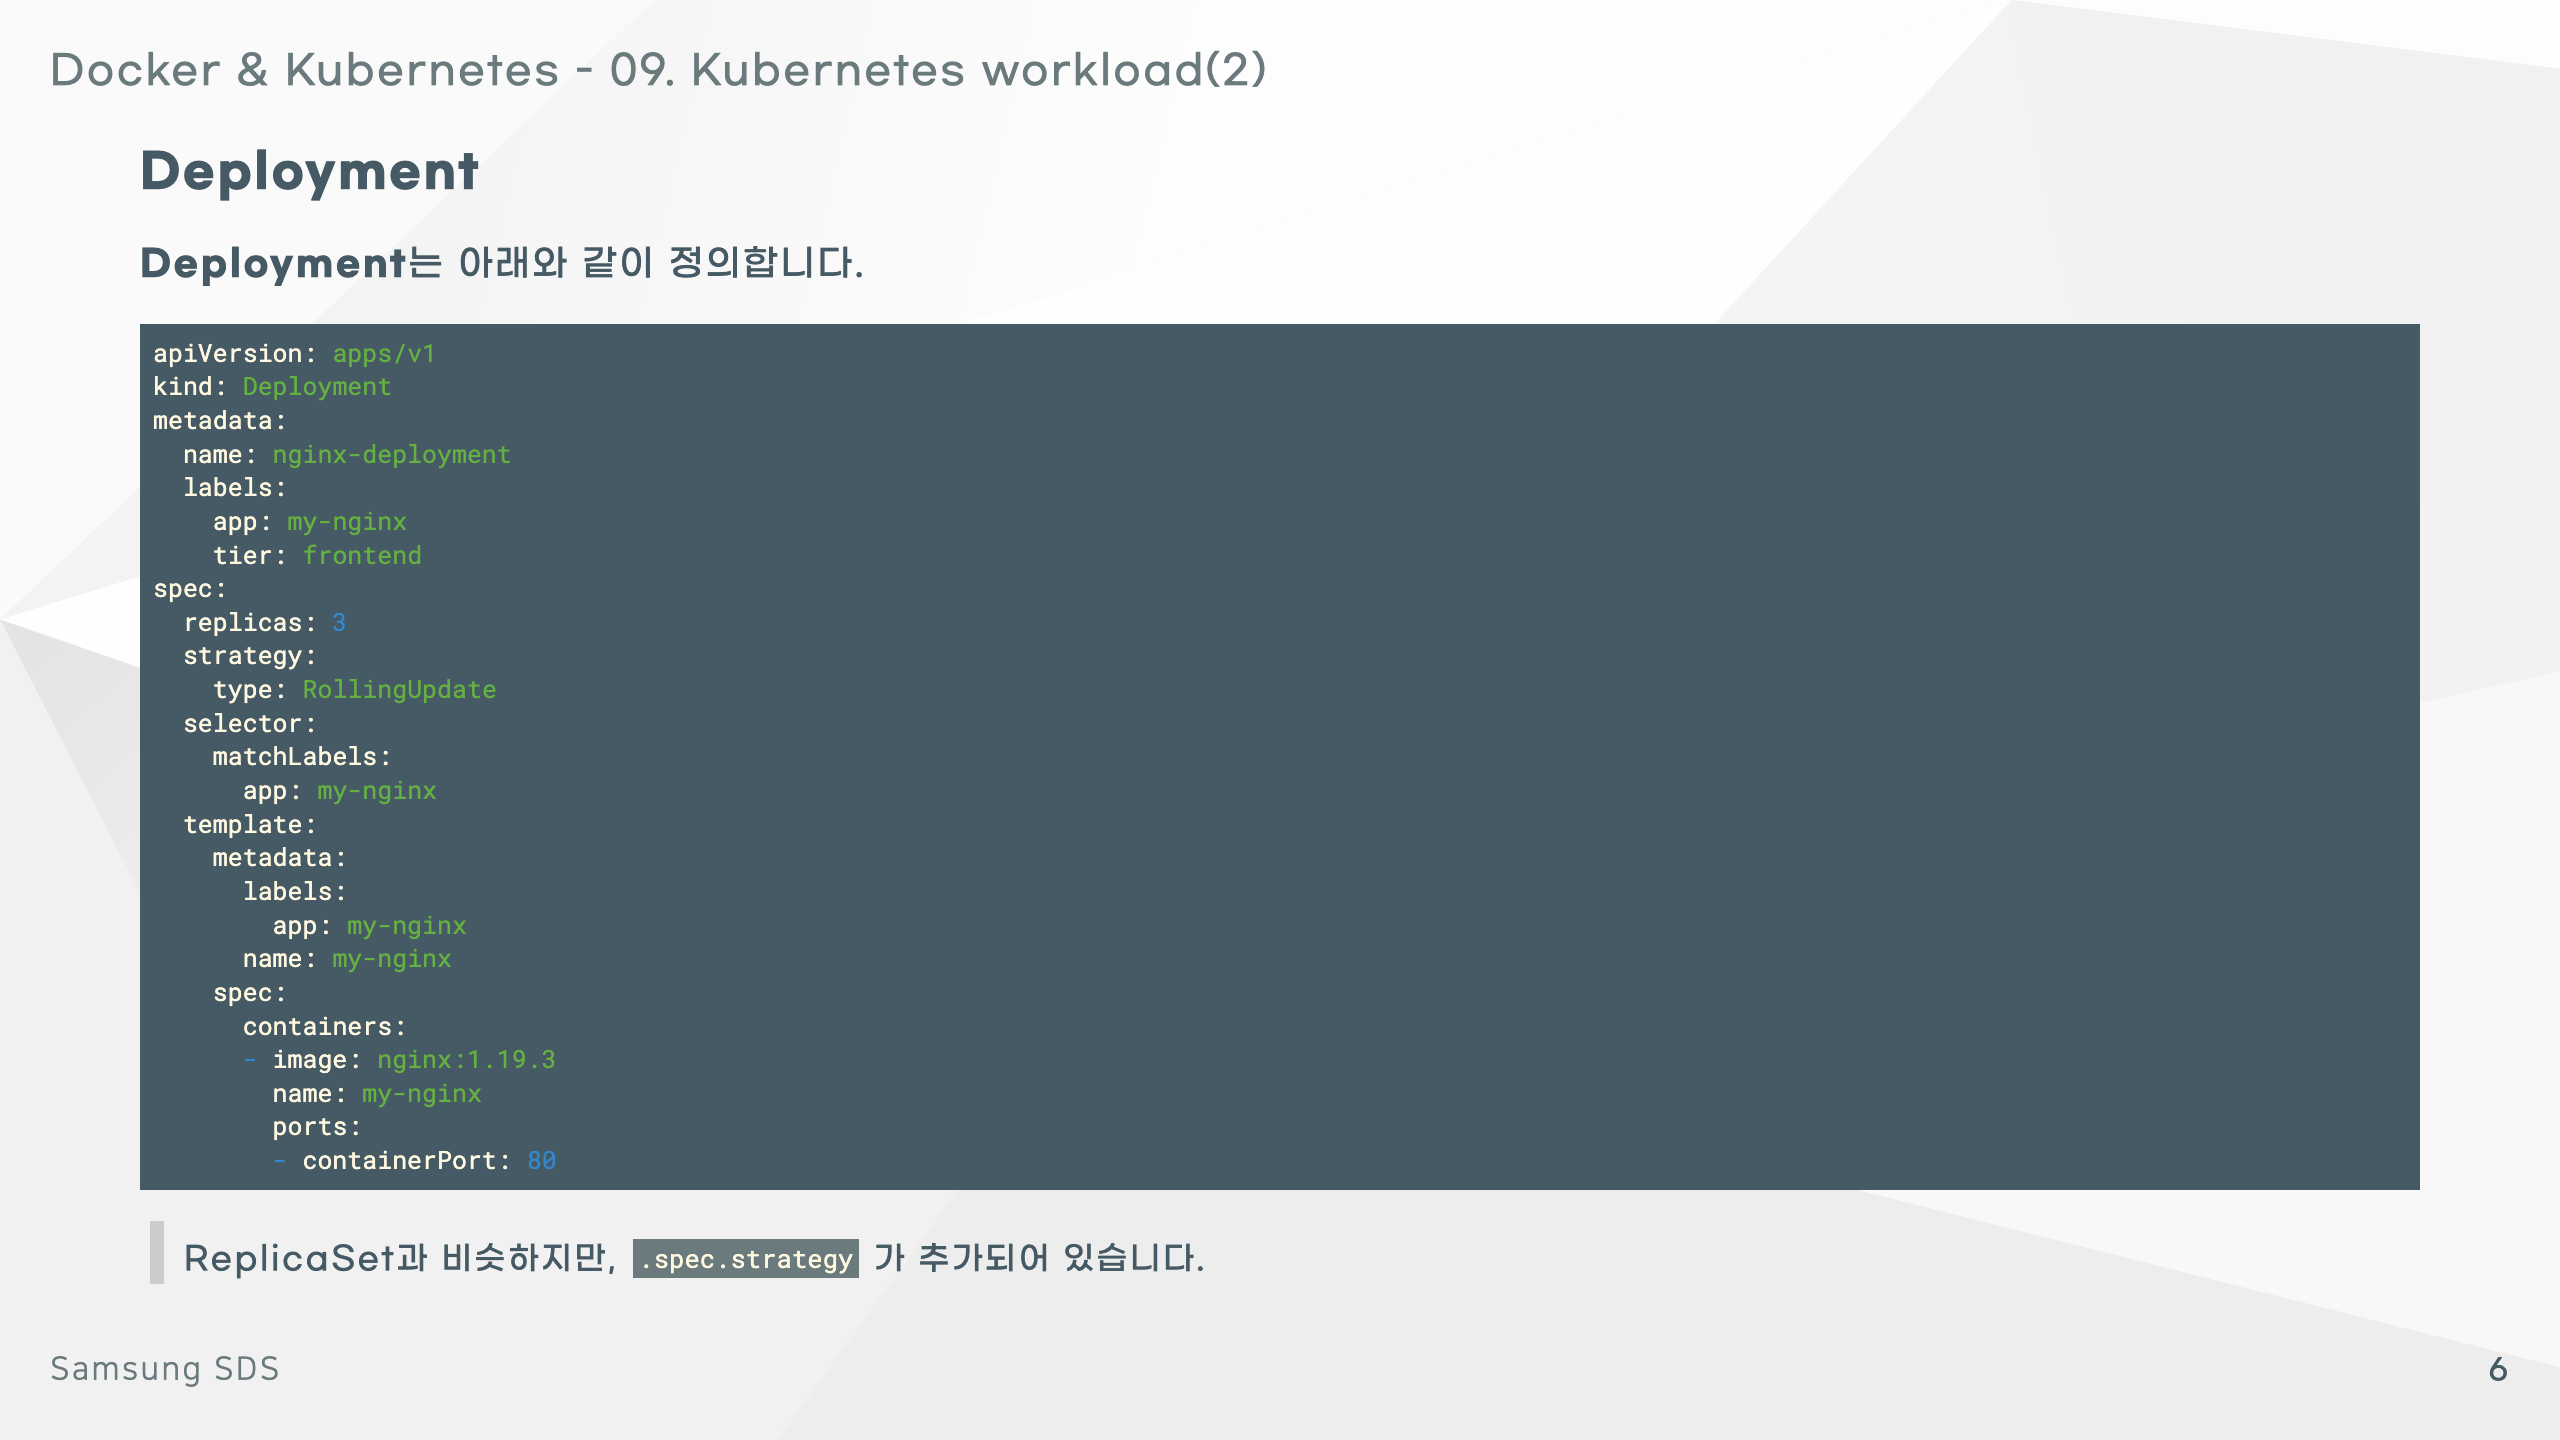 Docker & Kubernetes - 09. Kubernetes workload(2)
Deployment
Deployment는 아래와 같이 정의합니다.
apiVersion: apps/v1
kind: Deployment
metadata:
  name: nginx-deployment
  labels:
    app: my-nginx
    tier: frontend
spec:
  replicas: 3
  strategy:
    type: RollingUpdate
  selector:
    matchLabels:
      app: my-nginx
  template:
    metadata:
      labels:
        app: my-nginx
      name: my-nginx
    spec:
      containers:
      - image: nginx:1.19.3
        name: my-nginx
        ports:
        - containerPort: 80
ReplicaSet과 비슷하지만, .spec.strategy 가 추가되어 있습니다.
Samsung SDS
6